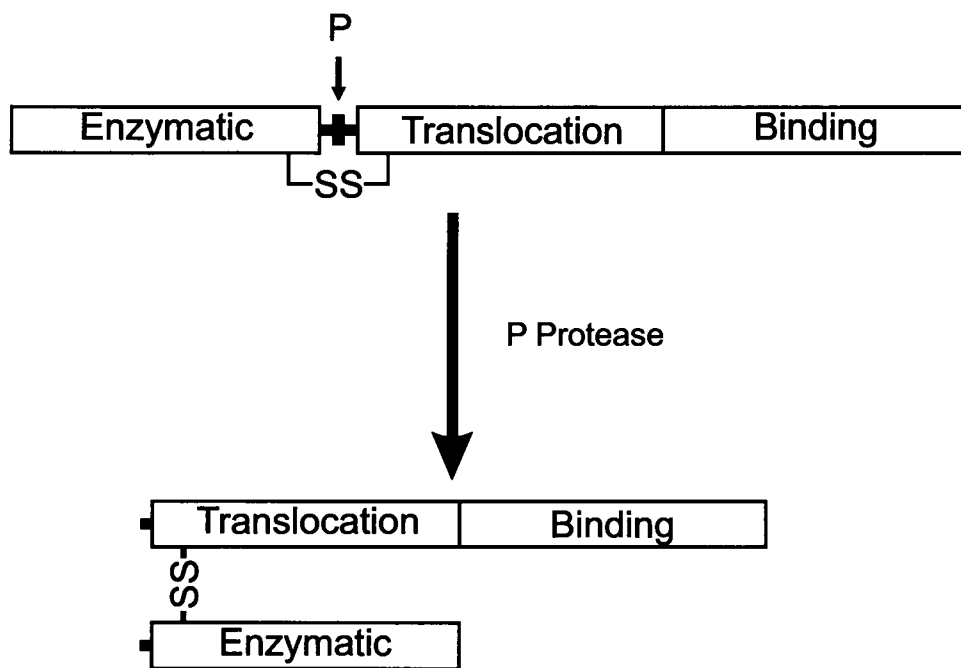 P
Enzymatic Translocation Binding
SS
P Protease
Translocation Binding
SS
Enzymatic